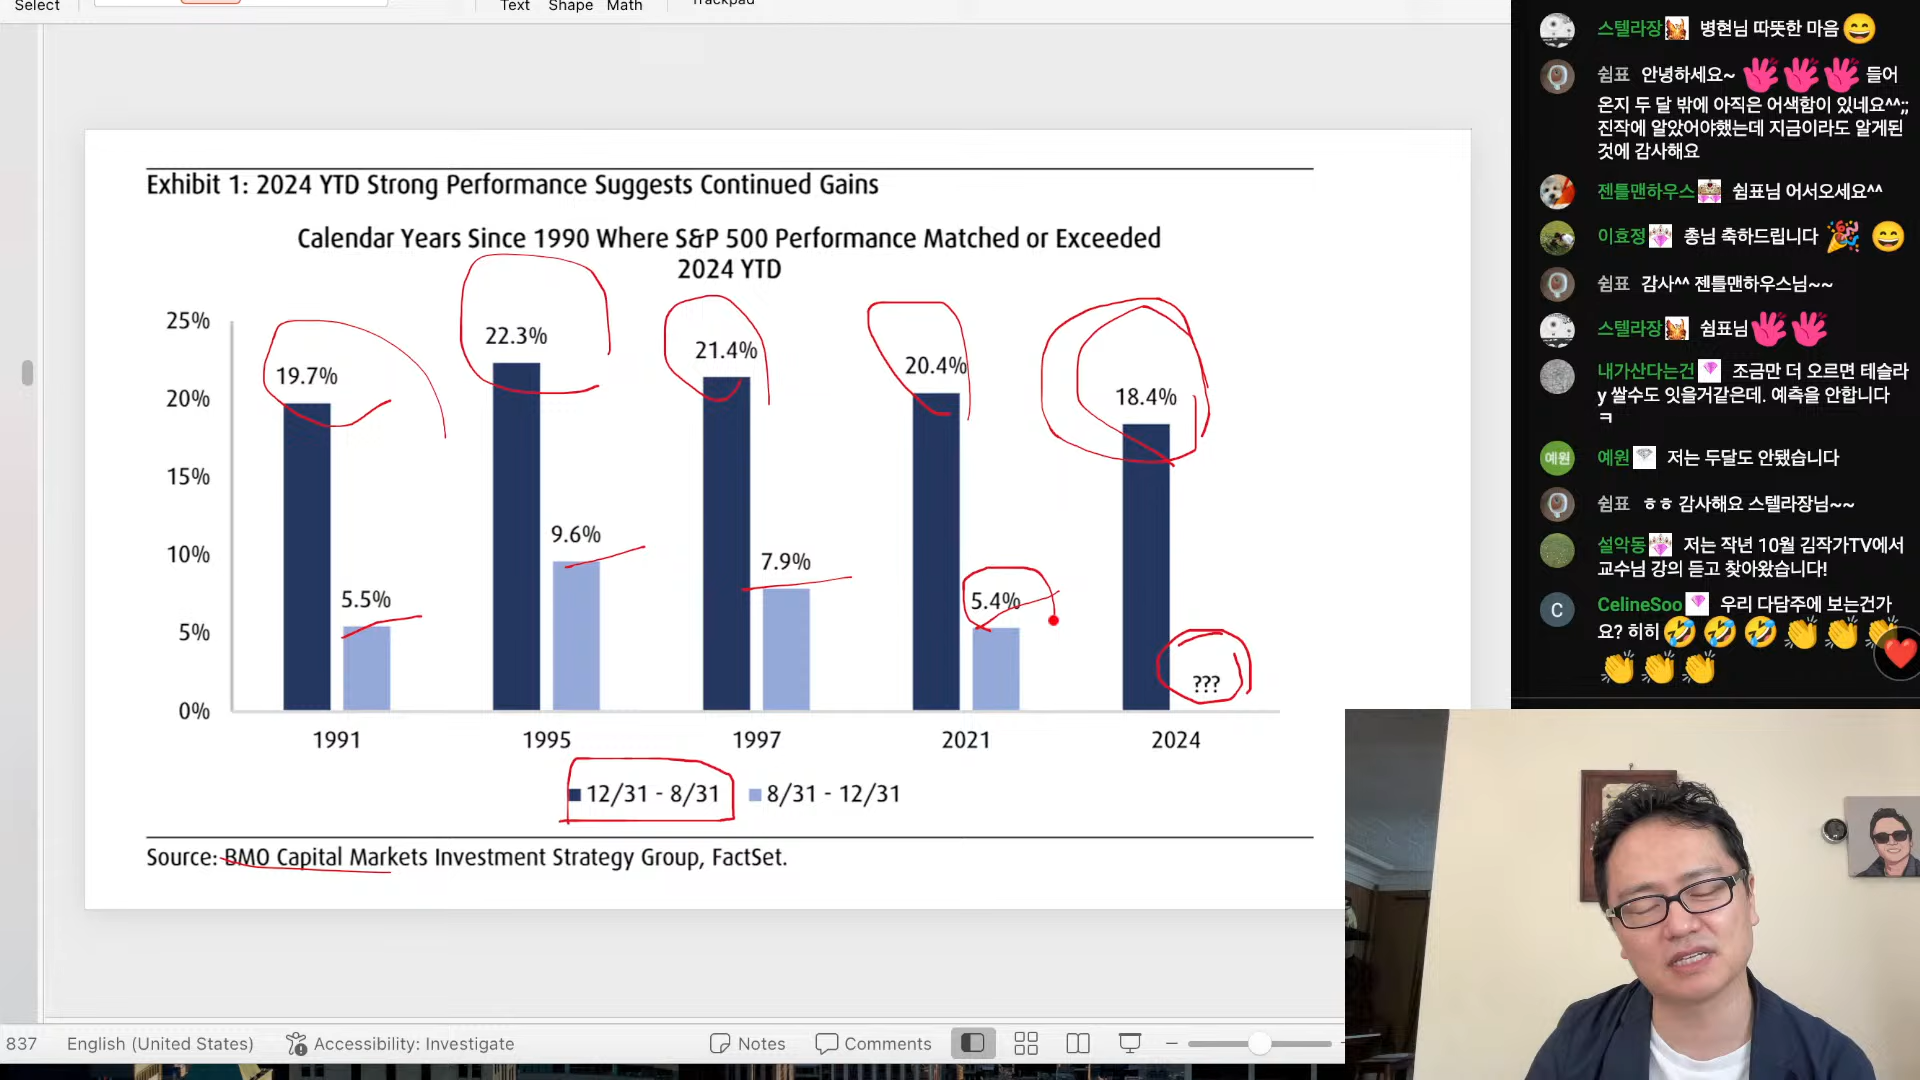 Select
Text Shape Math
Exhibit 1: 2024 YTD Strong Performance Suggests Continued Gains
Calendar Years Since 1990 Where S&P 500 Performance Matched or Exceeded
2024 YTD
25%
20%
15%
10%
5%
0%
19.7%
5.5%
22.3%
9.6%
21.4%
7.9%
20.4%
5.4%
18.4%
???
1991 1995 1997 2021 2024
12/31 - 8/31 8/31 - 12/31
Source: BMO Capital Markets Investment Strategy Group, FactSet.
837 English (United States) Accessibility: Investigate Notes Comments
스텔라장 병현님 따뜻한 마음
쉼표 안녕하세요~ 들어
온지 두 달 밖에 아직은 어색함이 있네요^^;;
진작에 알았어야했는데 지금이라도 알게된
것에 감사해요
젠틀맨하우스 쉼표님 어서오세요^^
이효정 총님 축하드립니다
쉼표 감사^^ 젠틀맨하우스님~~
스텔라장 쉼표님
내가산다는건 조금만 더 오르면 테슬라
y 쌀수도 잇을거같은데. 예측을 안합니다
ㅋ
예원 예원 저는 두달도 안됐습니다
쉼표 ㅎㅎ 감사해요 스텔라장님~~
설악동 저는 작년 10월 김작가TV에서
교수님 강의 듣고 찾아왔습니다!
C CelineSoo 우리 다담주에 보는건가
요? 히히